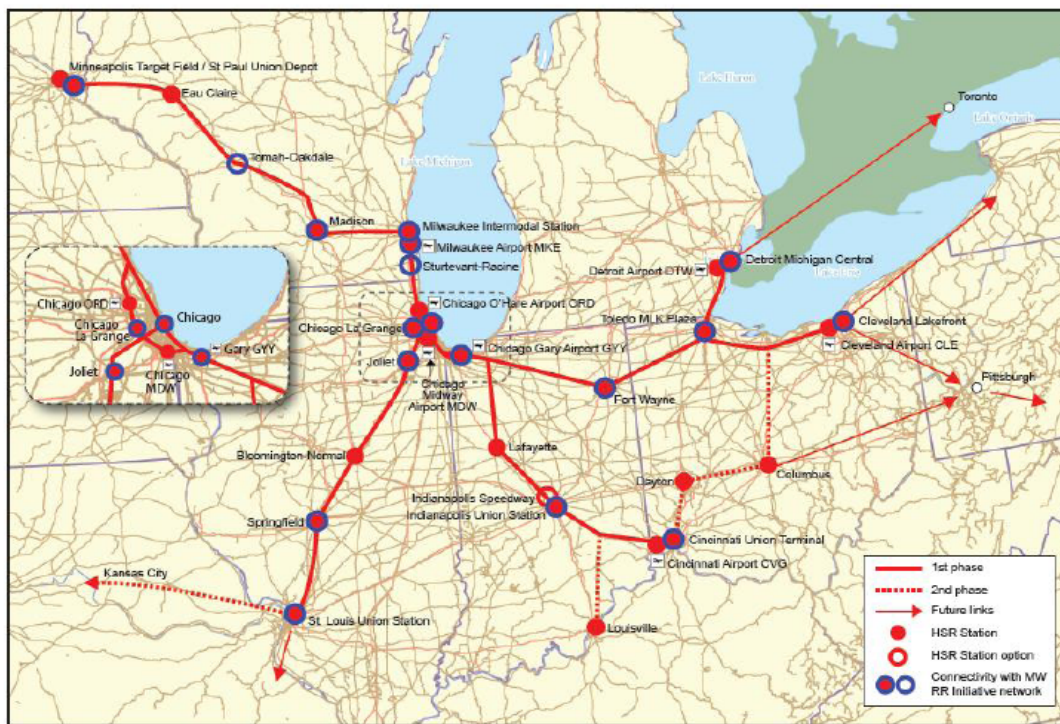 Minneapolis Target Field / St Paul Union Depot
Eau Claire
Tomah-Oakdale
Madison
Lake Michigan
Lake Huron
Toronto
Lake Ontario
Milwaukee Intermodal Station
Milwaukee Airport MKE
Sturtevant-Racine
Detroit Airport DTW
Detroit Michigan Central
Lake Erie
Chicago O'Hare Airport ORD
Chicago La Grange
Toledo MLK Plaza
Cleveland Lakefront
Cleveland Airport CLE
Chicago Gary Airport GYY
Joliet
Chicago
Midway
Airport MDW
Fort Wayne
Pittsburgh
Chicago ORD
Chicago
La Grange
Chicago
Gary GYY
Joliet
Chicago
MDW
Bloomington-Normal
Lafayette
Dayton
Columbus
Indianapolis Speedway
Indianapolis Union Station
Springfield
Cincinnati Union Terminal
Cincinnati Airport CVG
Kansas City
St. Louis Union Station
Louisville
1st phase
2nd phase
Future links
HSR Station
HSR Station option
Connectivity with MW
RR Initiative network